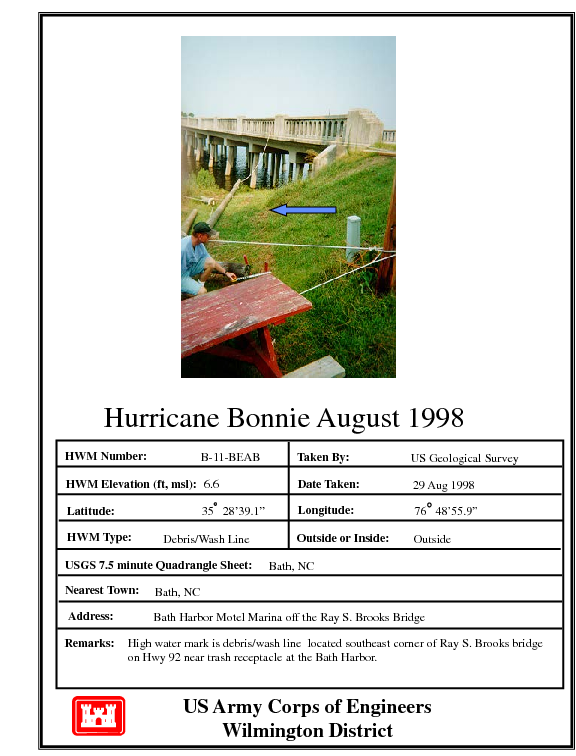 Hurricane Bonnie August 1998
HWM Number: B-11-BEAB Taken By: US Geological Survey
HWM Elevation (ft, msl): 6.6 Date Taken: 29 Aug 1998
Latitude: 35° 28’39.1” Longitude: 76° 48’55.9”
HWM Type: Debris/Wash Line Outside or Inside: Outside
USGS 7.5 minute Quadrangle Sheet: Bath, NC
Nearest Town: Bath, NC
Address: Bath Harbor Motel Marina off the Ray S. Brooks Bridge
Remarks: High water mark is debris/wash line located southeast corner of Ray S. Brooks bridge
on Hwy 92 near trash receptacle at the Bath Harbor.
US Army Corps of Engineers
Wilmington District